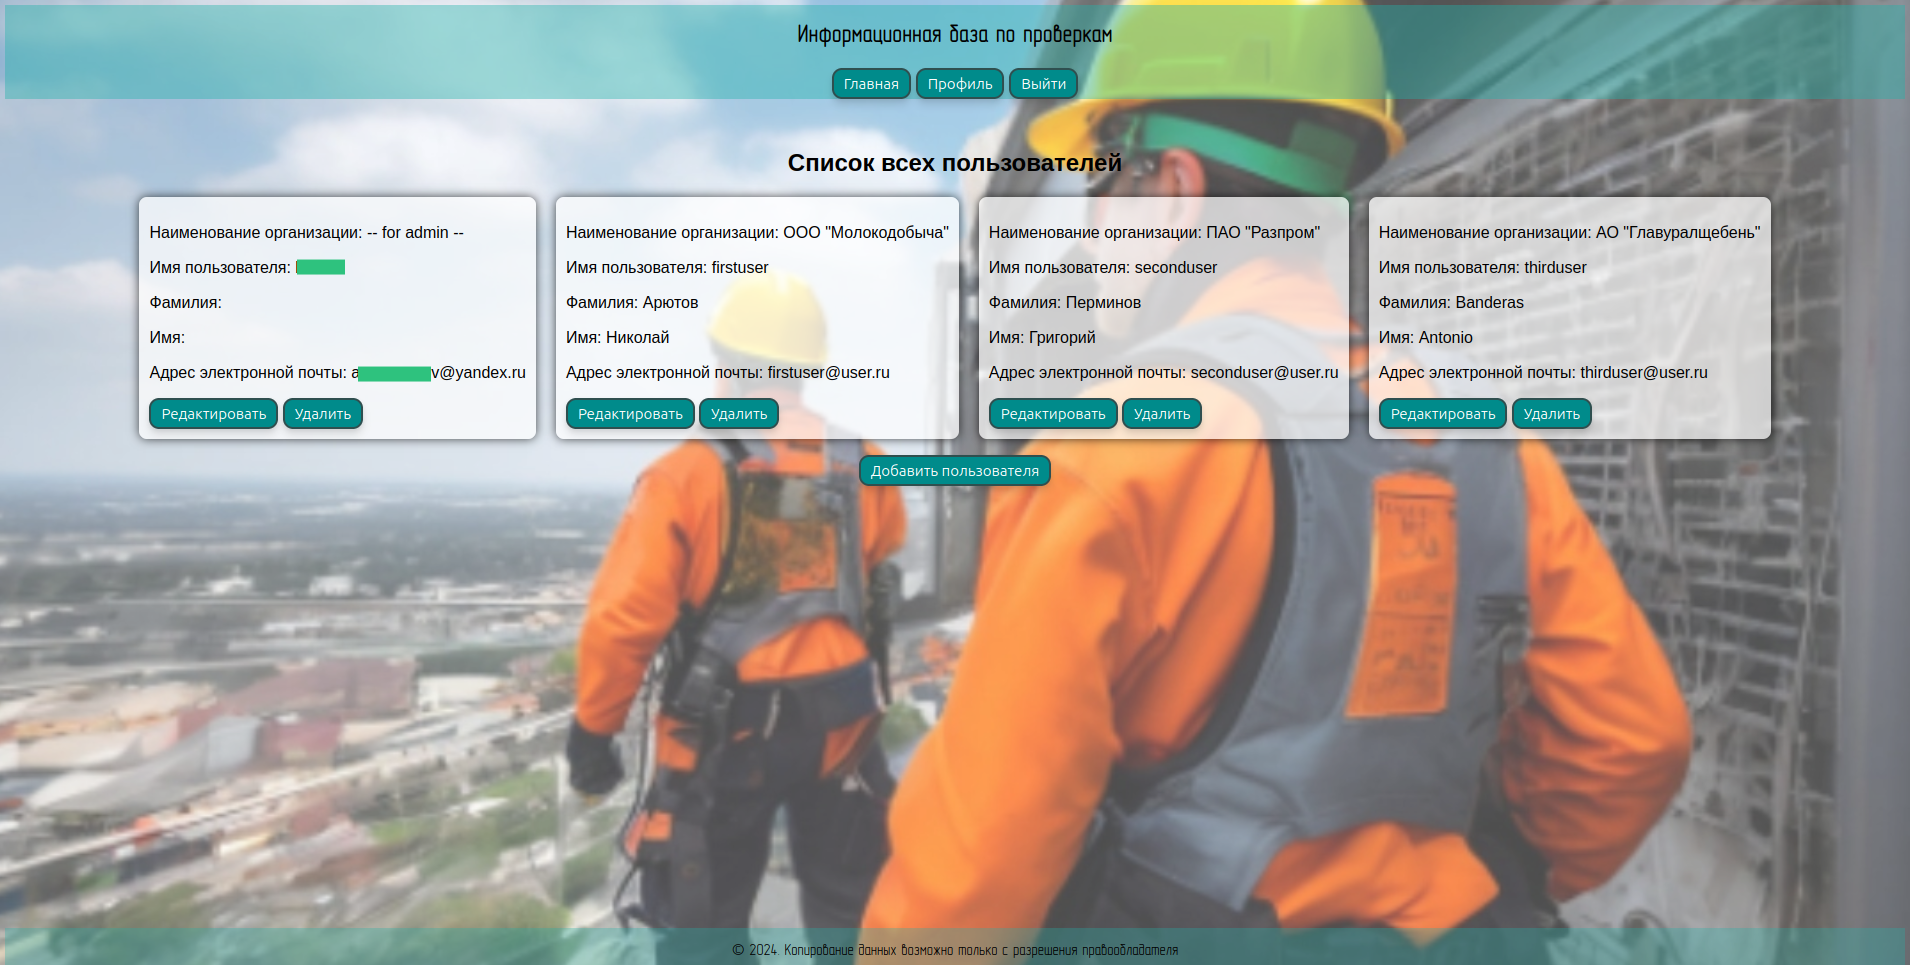 Информационная база по проверкам
Главная Профиль Выйти
Список всех пользователей
Наименование организации: -- for admin --
Имя пользователя:
Фамилия:
Имя:
Адрес электронной почты: a v@yandex.ru
Редактировать Удалить
Наименование организации: ООО "Молокодобыча"
Имя пользователя: firstuser
Фамилия: Арютов
Имя: Николай
Адрес электронной почты: firstuser@user.ru
Редактировать Удалить
Наименование организации: ПАО "Разпром"
Имя пользователя: seconduser
Фамилия: Перминов
Имя: Григорий
Адрес электронной почты: seconduser@user.ru
Редактировать Удалить
Наименование организации: АО "Главуралщебень"
Имя пользователя: thirduser
Фамилия: Banderas
Имя: Antonio
Адрес электронной почты: thirduser@user.ru
Редактировать Удалить
Добавить пользователя
© 2024. Копирование данных возможно только с разрешения правообладателя